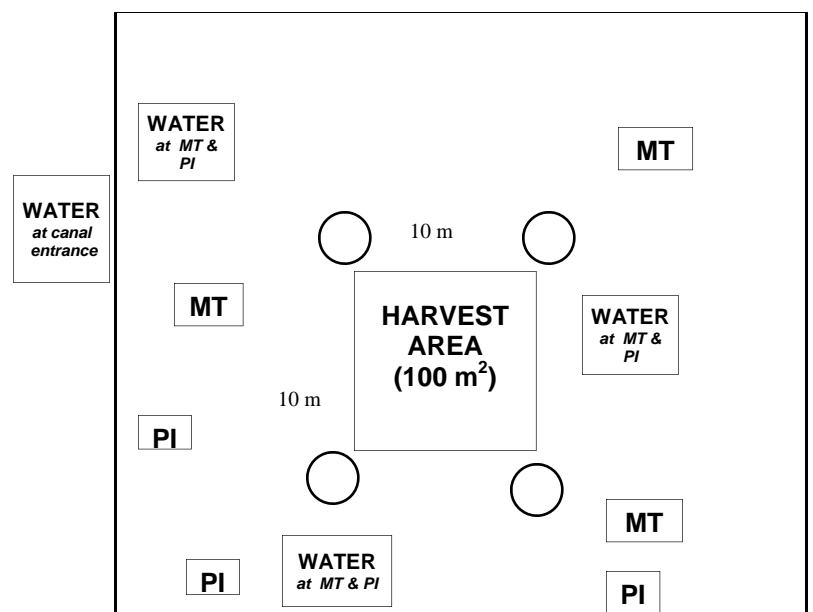 WATER
at MT &
PI
MT
WATER
at canal
entrance
10 m
MT
HARVEST
AREA
(100 m²)
WATER
at MT &
PI
10 m
PI
MT
WATER
at MT & PI
PI
PI